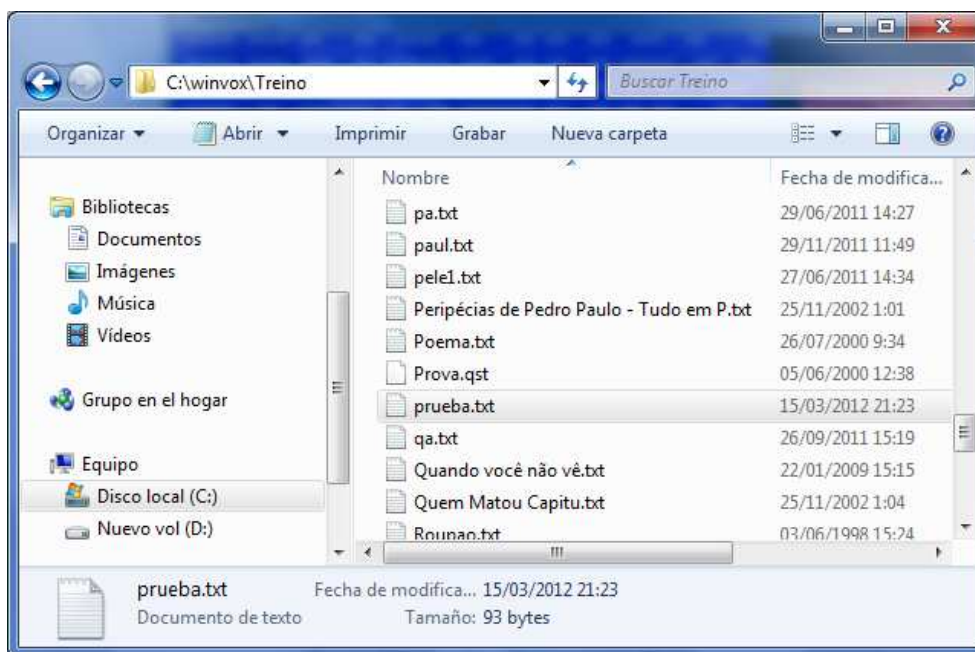 C:\winvox\Treino
Buscar Treino
Organizar
Abrir
Imprimir
Grabar
Nueva carpeta
Bibliotecas
Documentos
Imágenes
Música
Vídeos
Grupo en el hogar
Equipo
Disco local (C:)
Nuevo vol (D:)
Nombre Fecha de modifica...
pa.txt 29/06/2011 14:27
paul.txt 29/11/2011 11:49
pele1.txt 27/06/2011 14:34
Peripécias de Pedro Paulo - Tudo em P.txt 25/11/2002 1:01
Poema.txt 26/07/2000 9:34
Prova.qst 05/06/2000 12:38
prueba.txt 15/03/2012 21:23
qa.txt 26/09/2011 15:19
Quando você não vê.txt 22/01/2009 15:15
Quem Matou Capitu.txt 25/11/2002 1:04
Rounao.txt 03/06/1998 15:24
prueba.txt Fecha de modifica... 15/03/2012 21:23
Documento de texto Tamaño: 93 bytes